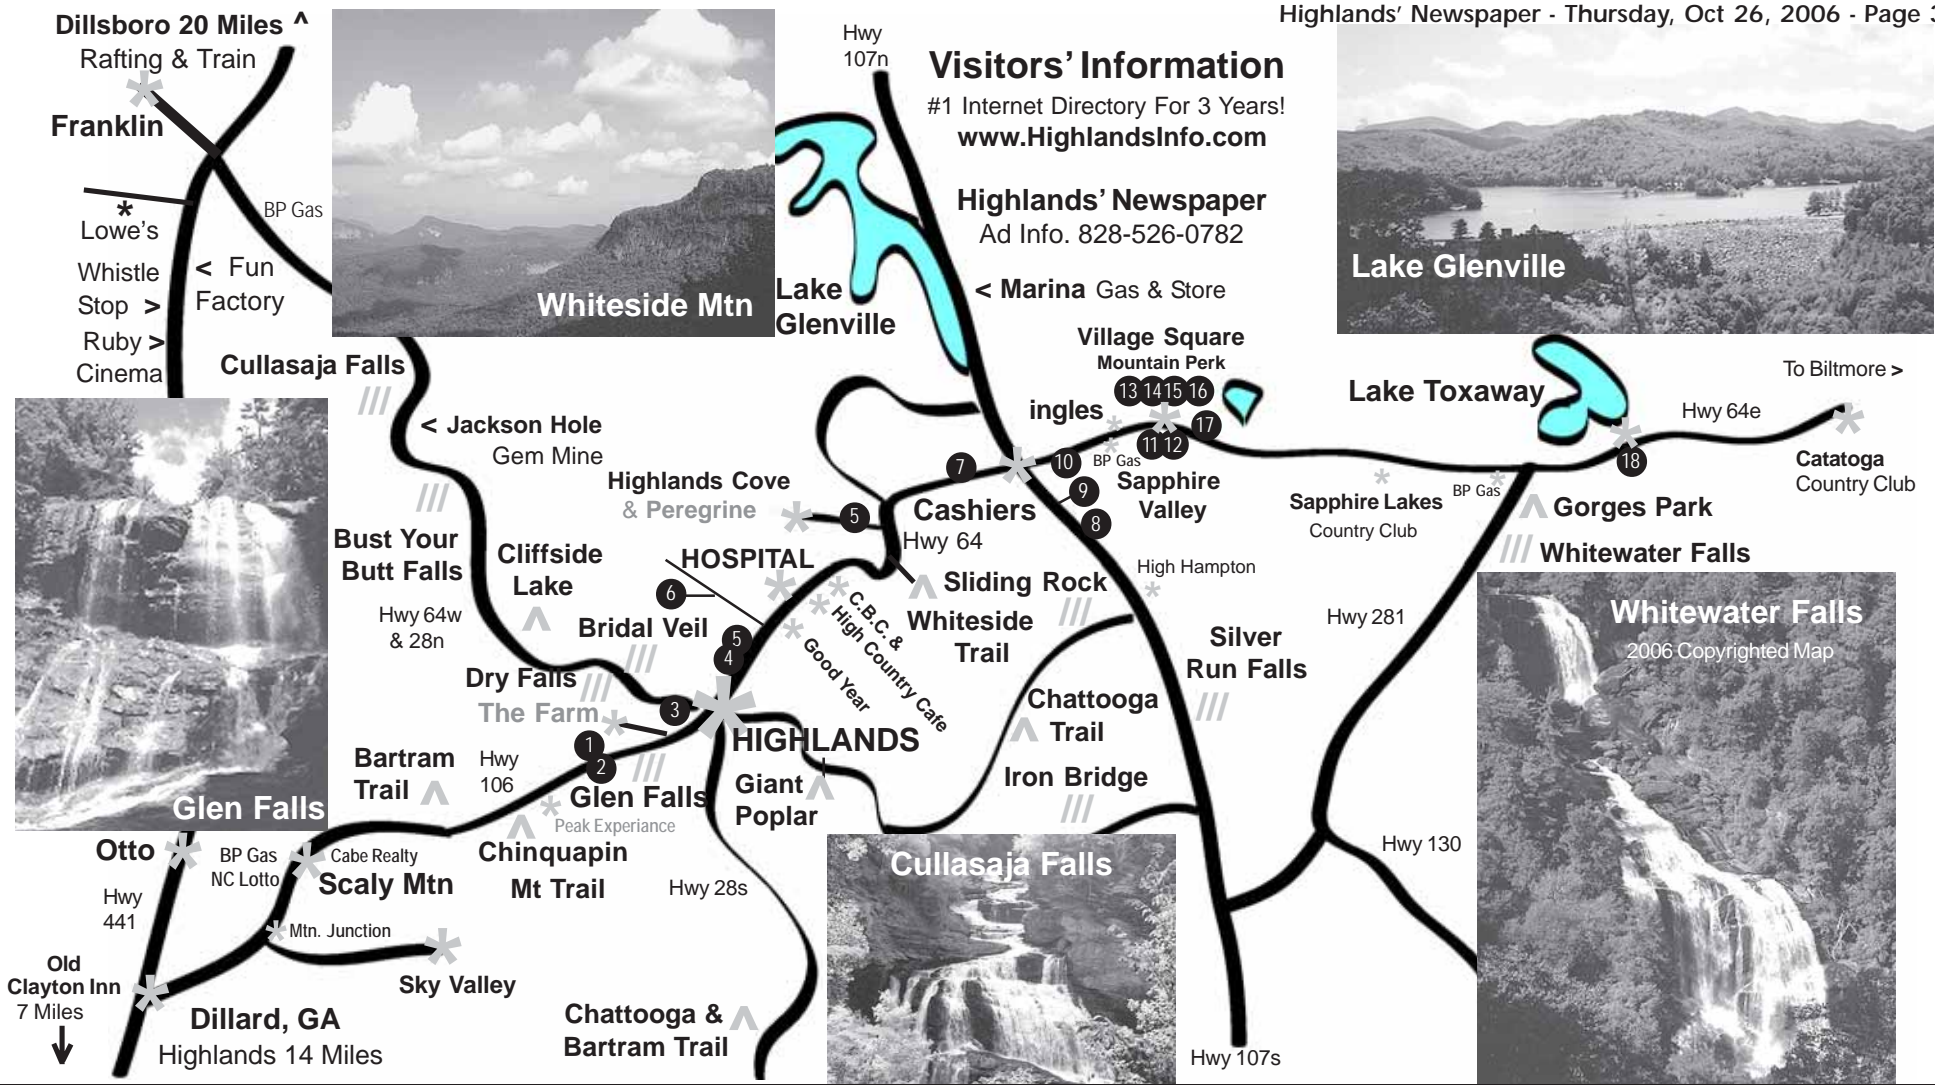 Highlands' Newspaper - Thursday, Oct 26, 2006 - Page
Dillsboro 20 Miles ^
Rafting & Train
Franklin
BP Gas
Lowe's
< Fun
Factory
Whistle
Stop >
Ruby >
Cinema
Whiteside Mtn
Hwy
107n
Visitors' Information
#1 Internet Directory For 3 Years!
www.HighlandsInfo.com
Highlands' Newspaper
Ad Info. 828-526-0782
Lake
Glenville
< Marina Gas & Store
Lake Glenville
Village Square
Mountain Perk
13 14 15 16
ingles
17
11 12
10
BP Gas
Sapphire
Valley
9
8
7
Lake Toxaway
To Biltmore >
Hwy 64e
18
Catatoga
Country Club
Sapphire Lakes
Country Club
BP Gas
Gorges Park
Whitewater Falls
Cullasaja Falls
< Jackson Hole
Gem Mine
Highlands Cove
& Peregrine
5
Cashiers
Hwy 64
Bust Your
Butt Falls
Cliffside
Lake
HOSPITAL
6
Sliding Rock
High Hampton
Whiteside
Trail
C.B.C. &
High Country Cafe
Good Year
Hwy 64w
& 28n
Bridal Veil
5
4
Dry Falls
The Farm
3
HIGHLANDS
Silver
Run Falls
Hwy 281
Whitewater Falls
2006 Copyrighted Map
Chattooga
Trail
Iron Bridge
Bartram
Trail
Hwy
106
1
2
Glen Falls
Peak Experiance
Giant
Poplar
Chinquapin
Mt Trail
Glen Falls
Otto
BP Gas
NC Lotto
Cabe Realty
Scaly Mtn
Hwy
441
Mtn. Junction
Sky Valley
Hwy 28s
Cullasaja Falls
Hwy 130
Old
Clayton Inn
7 Miles
Dillard, GA
Highlands 14 Miles
Chattooga &
Bartram Trail
Hwy 107s